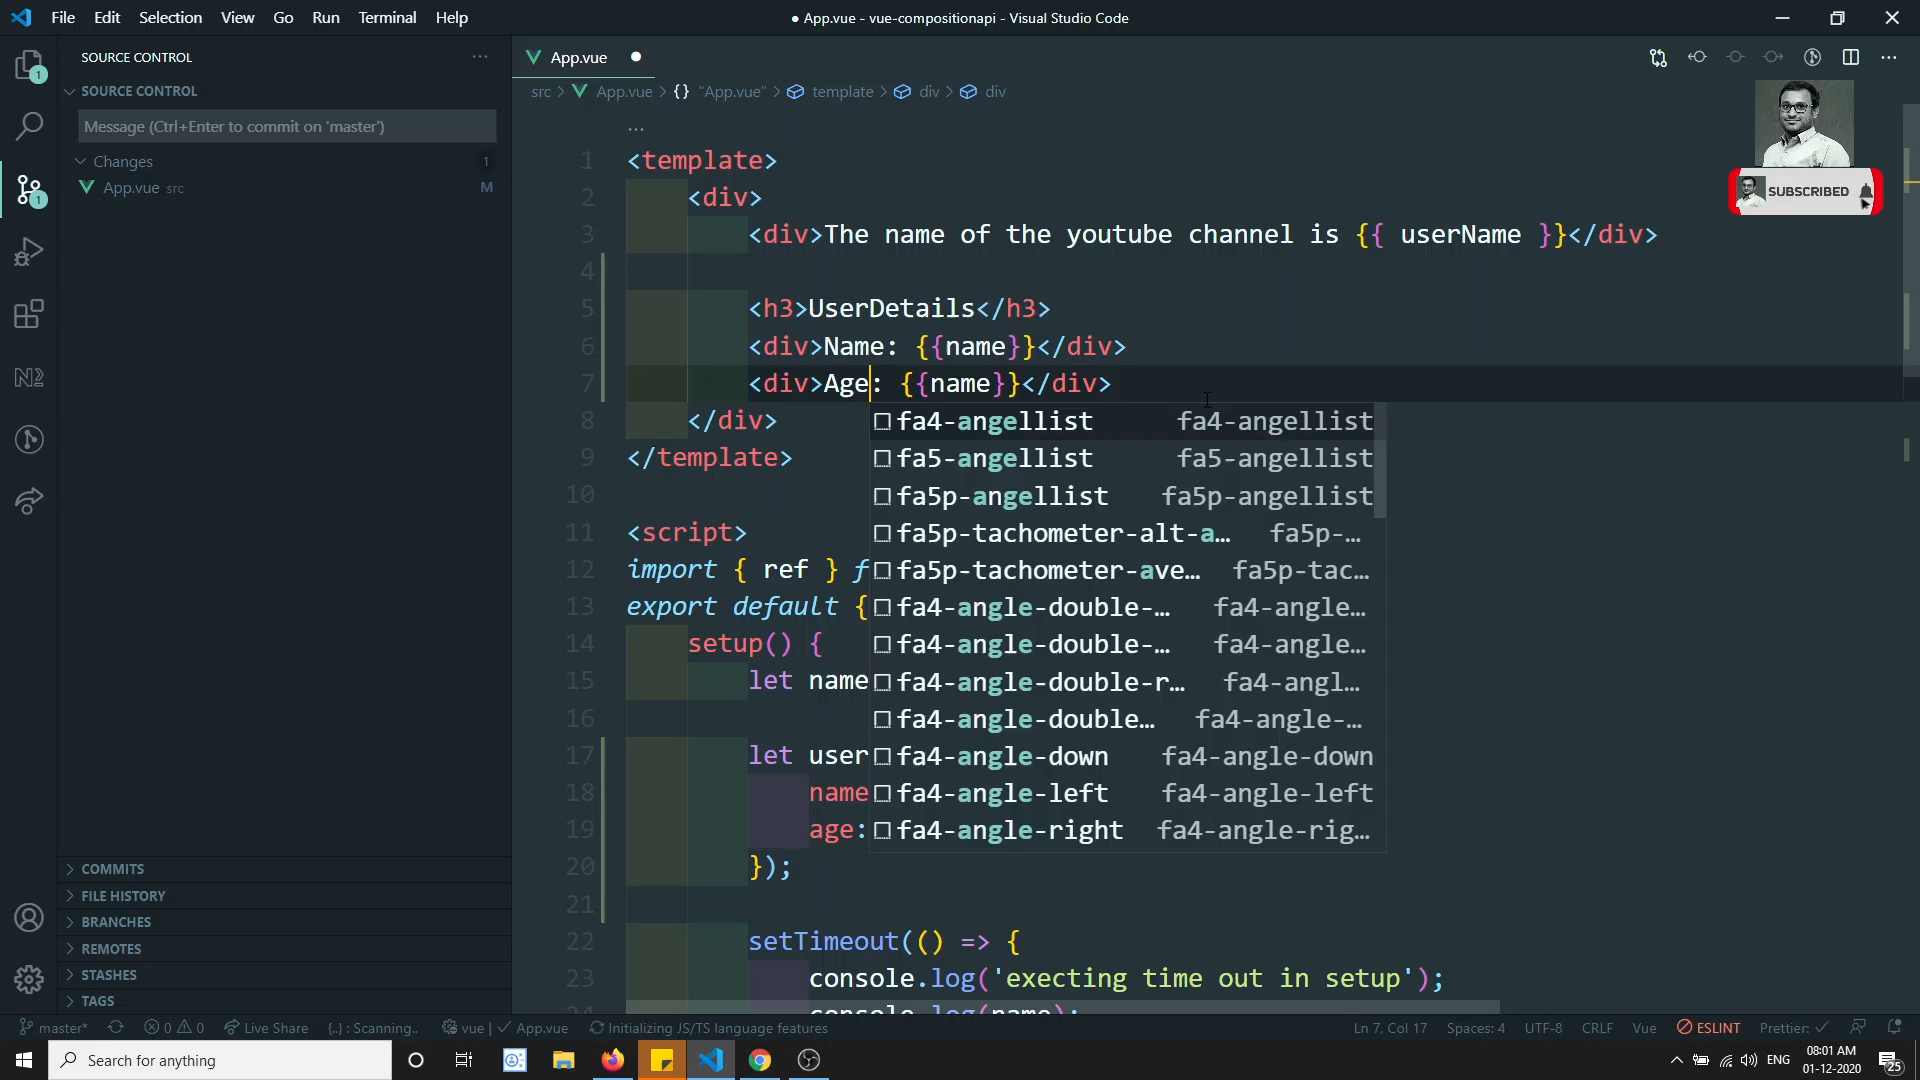 File Edit Selection View Go Run Terminal Help
● App.vue - vue-compositionapi - Visual Studio Code
SOURCE CONTROL
App.vue
SOURCE CONTROL
src > App.vue > {} "App.vue" > template > div > div
Message (Ctrl+Enter to commit on 'master')
Changes 1
App.vue src M
SUBSCRIBED
1 <template>
2 <div>
3 <div>The name of the youtube channel is {{ userName }}</div>
4
5 <h3>UserDetails</h3>
6 <div>Name: {{name}}</div>
7 <div>Age: {{name}}</div>
8 </div>
9 </template>
10
11 <script>
12 import { ref } f
13 export default {
14 setup() {
15 let name
16
17 let user
18 name
19 age:
20 });
21
22 setTimeout(() => {
23 console.log('execting time out in setup');
24 console.log(name);
fa4-angellist fa4-angellist
fa5-angellist fa5-angellist
fa5p-angellist fa5p-angellist
fa5p-tachometer-alt-a… fa5p-…
fa5p-tachometer-ave… fa5p-tac…
fa4-angle-double-… fa4-angle…
fa4-angle-double-… fa4-angle…
fa4-angle-double-r… fa4-angl…
fa4-angle-double… fa4-angle-…
fa4-angle-down fa4-angle-down
fa4-angle-left fa4-angle-left
fa4-angle-right fa4-angle-rig…
COMMITS
FILE HISTORY
BRANCHES
REMOTES
STASHES
TAGS
master* 0 0 Live Share {..} : Scanning.. vue | App.vue Initializing JS/TS language features Ln 7, Col 17 Spaces: 4 UTF-8 CRLF Vue ESLINT Prettier:
Search for anything
ENG
08:01 AM
01-12-2020
25